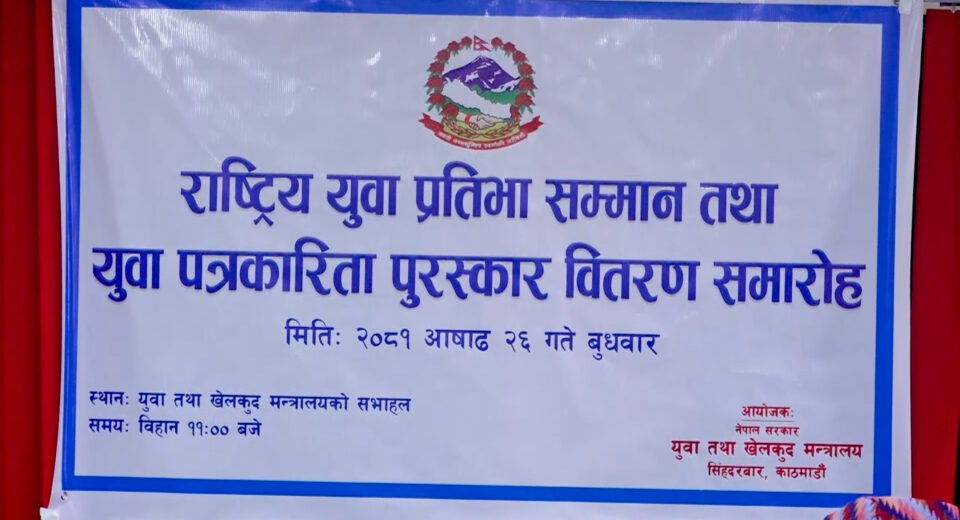 राष्ट्रिय युवा प्रतिभा सम्मान तथा
युवा पत्रकारिता पुरस्कार वितरण समारोह
मितिः २०८१ आषाढ २६ गते बुधवार
स्थानः युवा तथा खेलकुद मन्त्रालयको सभाहल
समयः विहान ११ः०० बजे
आयोजकः
नेपाल सरकार
युवा तथा खेलकुद मन्त्रालय
सिंहदरबार, काठमाडौं